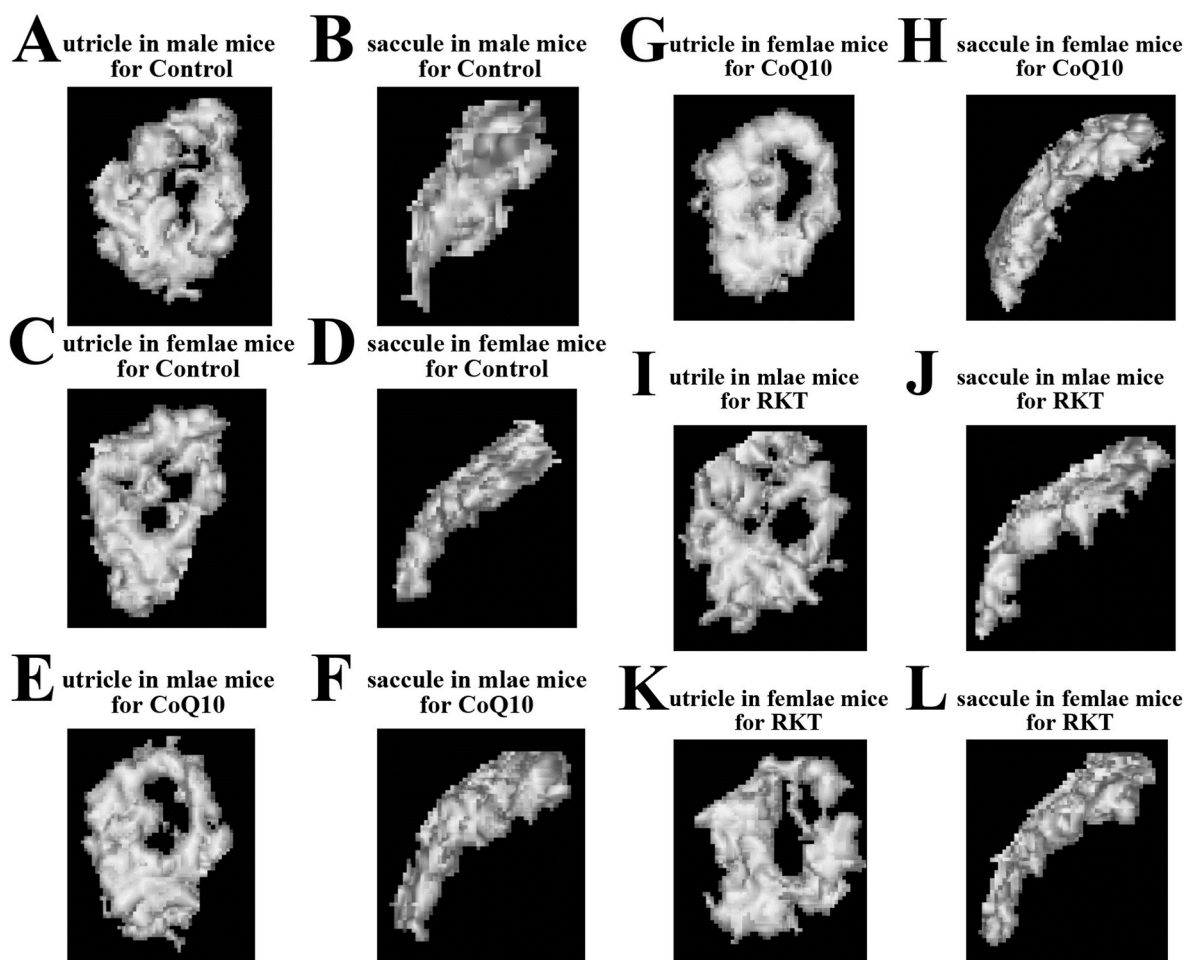 A utricle in male mice
for Control
B saccule in male mice
for Control
C utricle in femlae mice
for Control
D saccule in femlae mice
for Control
E utricle in mlae mice
for CoQ10
F saccule in mlae mice
for CoQ10
G utricle in femlae mice
for CoQ10
H saccule in femlae mice
for CoQ10
I utrile in mlae mice
for RKT
J saccule in mlae mice
for RKT
K utricle in femlae mice
for RKT
L saccule in femlae mice
for RKT